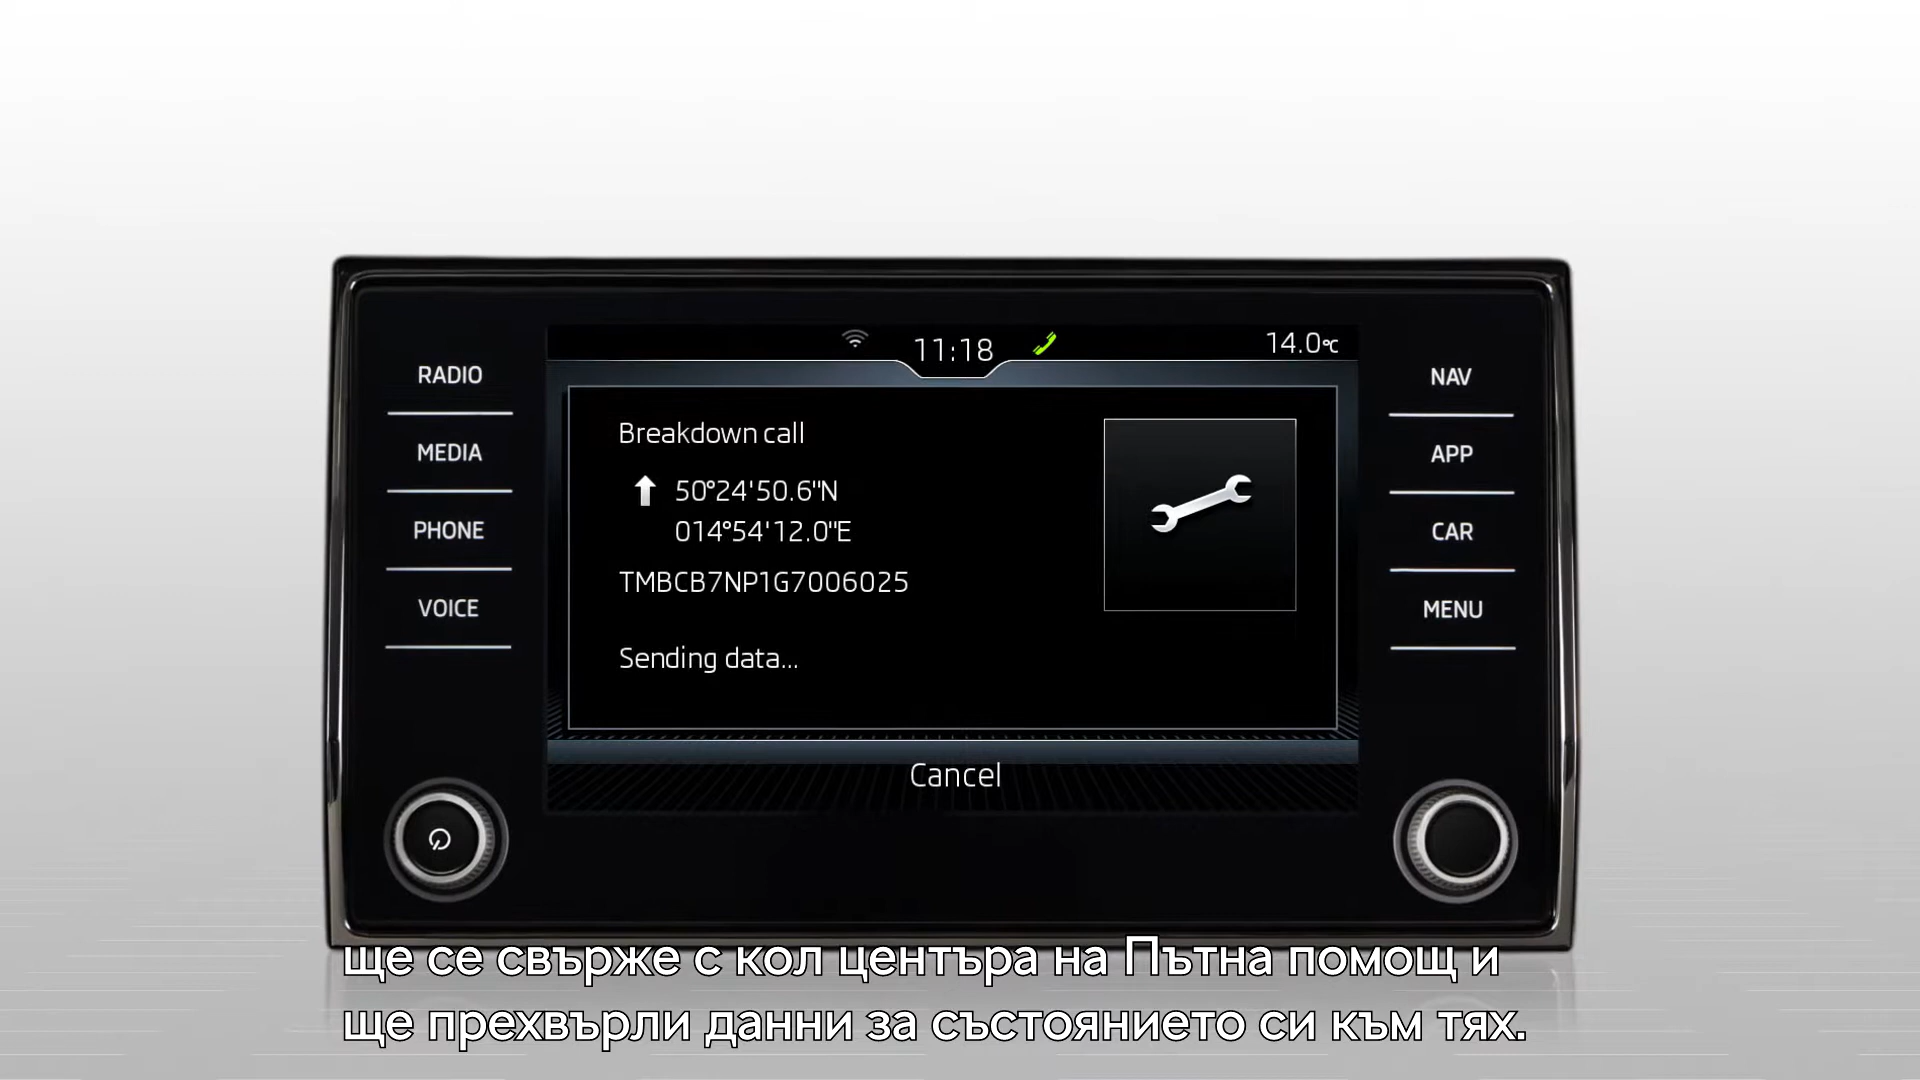 11:18
14.0°C
RADIO
MEDIA
PHONE
VOICE
Breakdown call
50°24'50.6"N
014°54'12.0"E
TMBCB7NP1G7006025
Sending data...
Cancel
NAV
APP
CAR
MENU
ще се свърже с кол центъра на Пътна помощ и
ще прехвърли данни за състоянието си към тях.